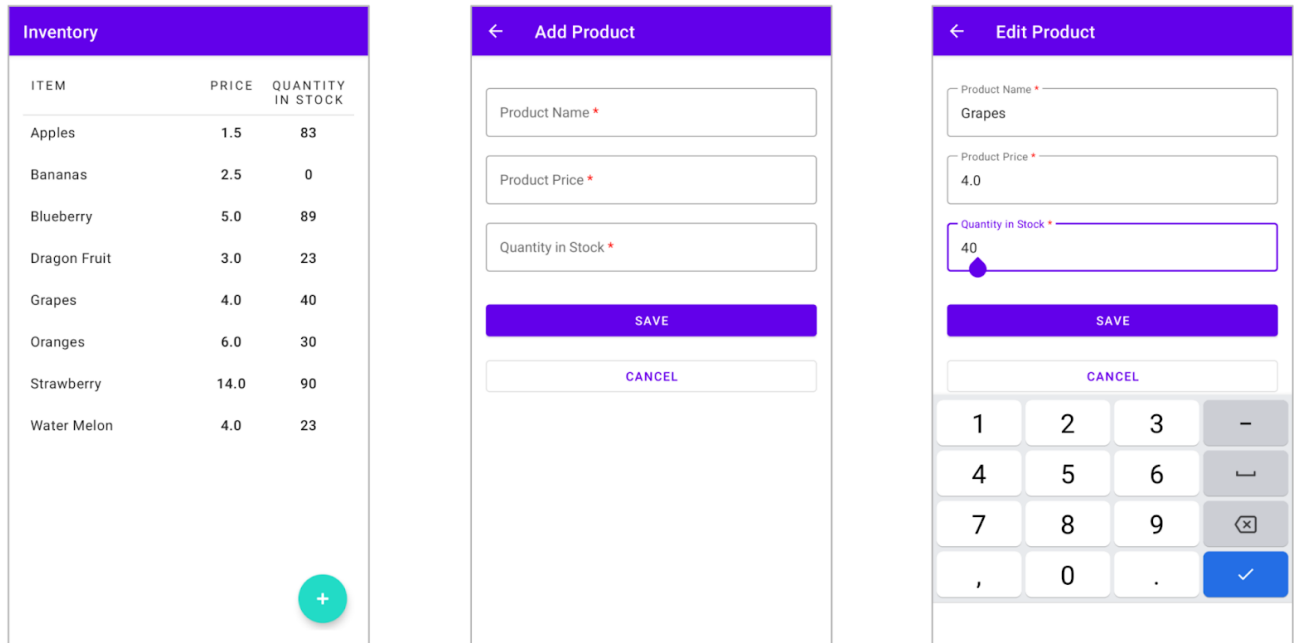 Inventory
ITEM PRICE QUANTITY
IN STOCK
Apples 1.5 83
Bananas 2.5 0
Blueberry 5.0 89
Dragon Fruit 3.0 23
Grapes 4.0 40
Oranges 6.0 30
Strawberry 14.0 90
Water Melon 4.0 23
+
← Add Product
Product Name *
Product Price *
Quantity in Stock *
SAVE
CANCEL
← Edit Product
Product Name *
Grapes
Product Price *
4.0
Quantity in Stock *
40
SAVE
CANCEL
1 2 3 –
4 5 6
7 8 9
, 0 .